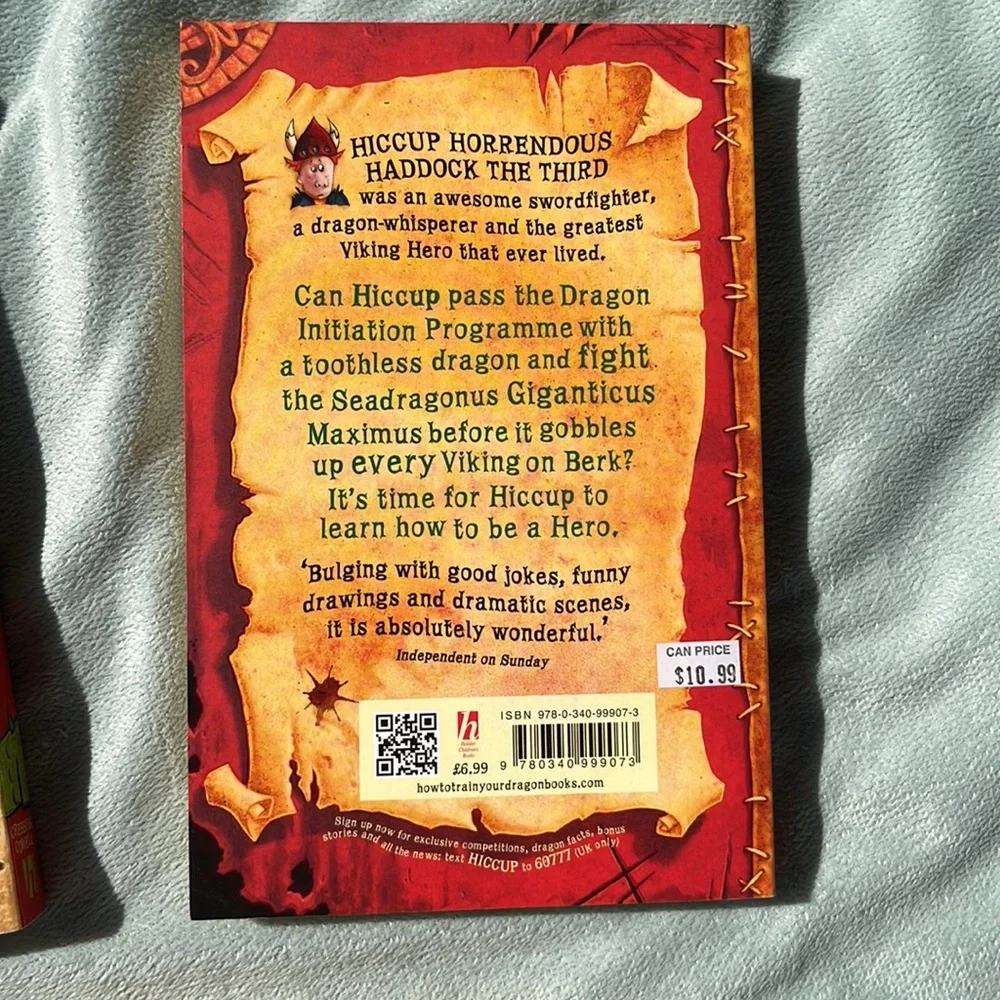 HICCUP HORRENDOUS
HADDOCK THE THIRD
was an awesome swordfighter,
a dragon-whisperer and the greatest
Viking Hero that ever lived.
Can Hiccup pass the Dragon
Initiation Programme with
a toothless dragon and fight
the Seadragonus Giganticus
Maximus before it gobbles
up every Viking on Berk?
It's time for Hiccup to
learn how to be a Hero.
'Bulging with good jokes, funny
drawings and dramatic scenes,
it is absolutely wonderful.'
Independent on Sunday
CAN PRICE
$10.99
ISBN 978-0-340-99907-3
h
Hodder
Children's
Books
£6.99
9 780340 999073
howtotrainyourdragonbooks.com
Sign up now for exclusive competitions, dragon facts, bonus
stories and all the news: text HICCUP to 60777 (UK only)